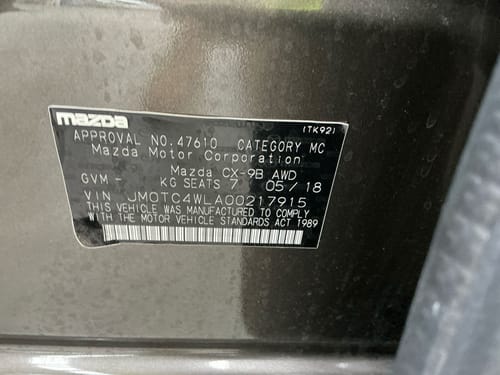 mazda
(TK92)
APPROVAL NO.47610 CATEGORY MC
Mazda Motor Corporation
Mazda CX-9B AWD
GVM - KG SEATS 7 05/18
VIN JM0TC4WLA00217915
THIS VEHICLE WAS MANUFACTURED TO COMPLY
WITH THE MOTOR VEHICLE STANDARDS ACT 1989